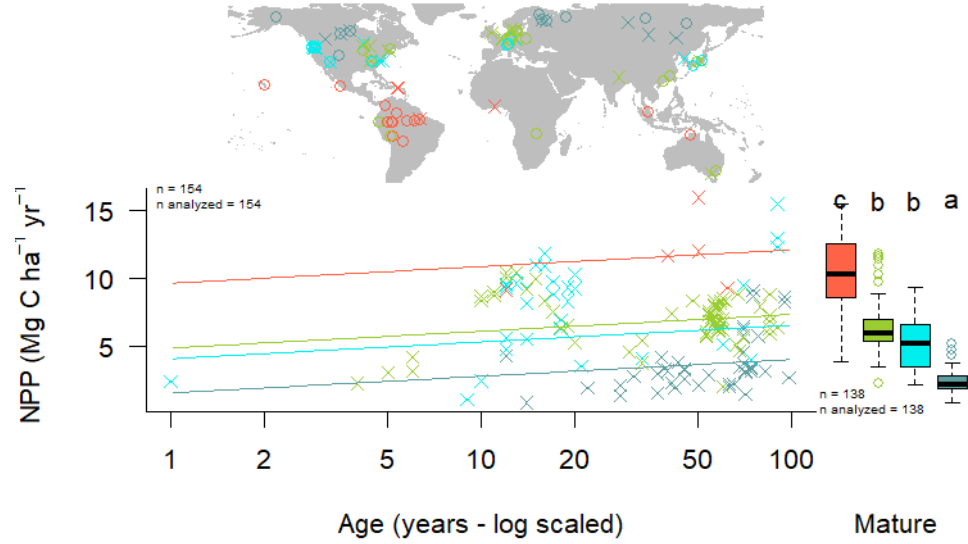 n = 154
n analyzed = 154
NPP (Mg C ha⁻¹ yr⁻¹)
15
10
5
c b b a
n = 138
n analyzed = 138
1 2 5 10 20 50 100
Age (years - log scaled)
Mature